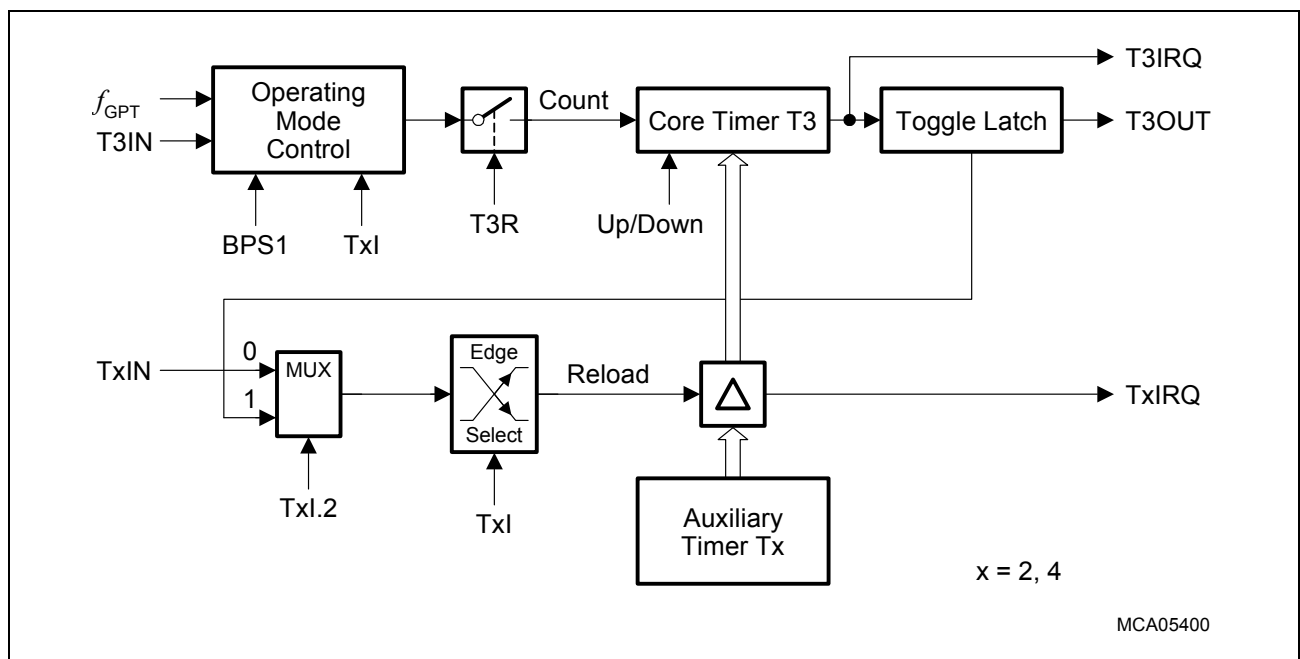 T3IRQ
f GPT
T3IN
Operating
Mode
Control
Count
Core Timer T3
Toggle Latch
T3OUT
BPS1
TxI
T3R
Up/Down
TxIN
0
1
MUX
Edge
Select
Reload
Δ
TxIRQ
TxI.2
TxI
Auxiliary
Timer Tx
x = 2, 4
MCA05400